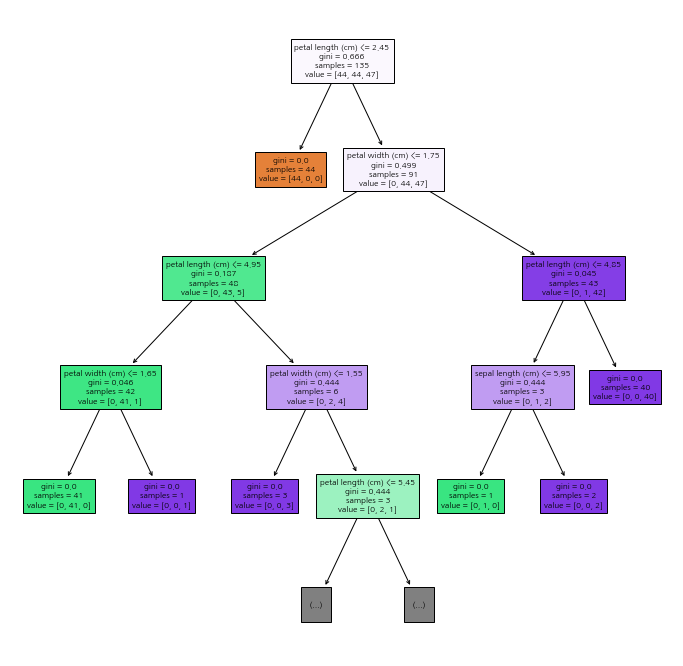 petal length (cm) <= 2.45
gini = 0.666
samples = 135
value = [44, 44, 47]
gini = 0.0
samples = 44
value = [44, 0, 0]
petal width (cm) <= 1.75
gini = 0.499
samples = 91
value = [0, 44, 47]
petal length (cm) <= 4.95
gini = 0.187
samples = 48
value = [0, 43, 5]
petal length (cm) <= 4.85
gini = 0.045
samples = 43
value = [0, 1, 42]
petal width (cm) <= 1.65
gini = 0.046
samples = 42
value = [0, 41, 1]
petal width (cm) <= 1.55
gini = 0.444
samples = 6
value = [0, 2, 4]
sepal length (cm) <= 5.95
gini = 0.444
samples = 3
value = [0, 1, 2]
gini = 0.0
samples = 40
value = [0, 0, 40]
gini = 0.0
samples = 41
value = [0, 41, 0]
gini = 0.0
samples = 1
value = [0, 0, 1]
gini = 0.0
samples = 3
value = [0, 0, 3]
petal length (cm) <= 5.45
gini = 0.444
samples = 3
value = [0, 2, 1]
gini = 0.0
samples = 1
value = [0, 1, 0]
gini = 0.0
samples = 2
value = [0, 0, 2]
(...)
(...)